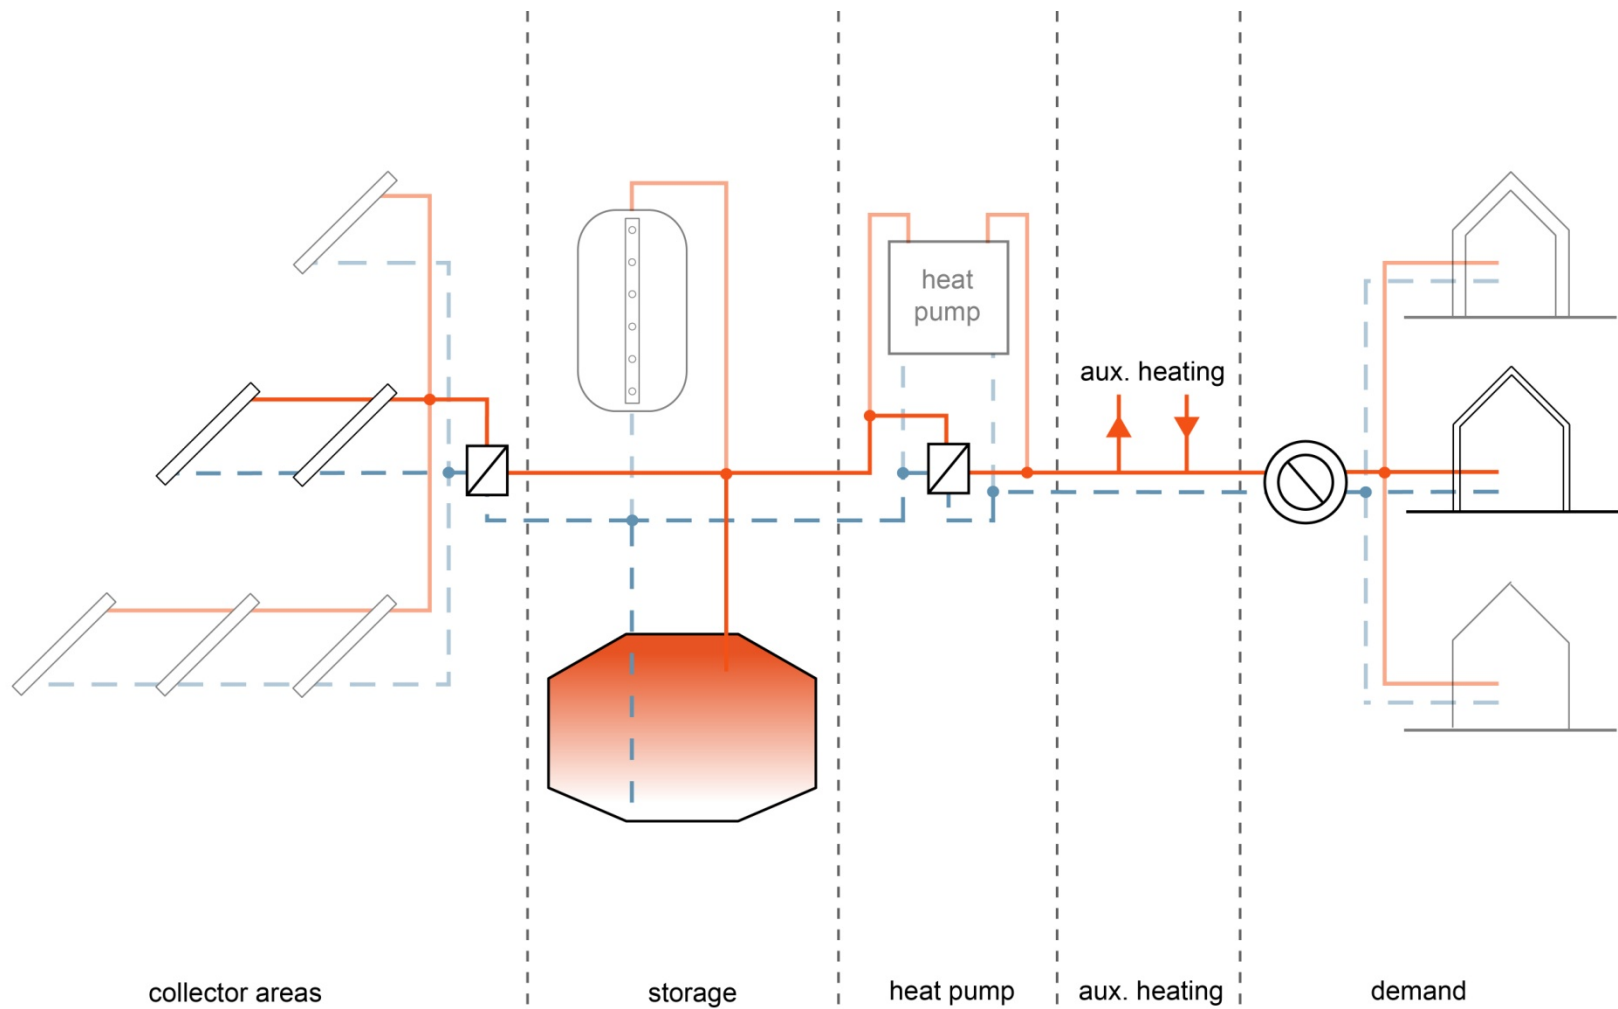 heat
pump
aux. heating
collector areas
storage
heat pump
aux. heating
demand